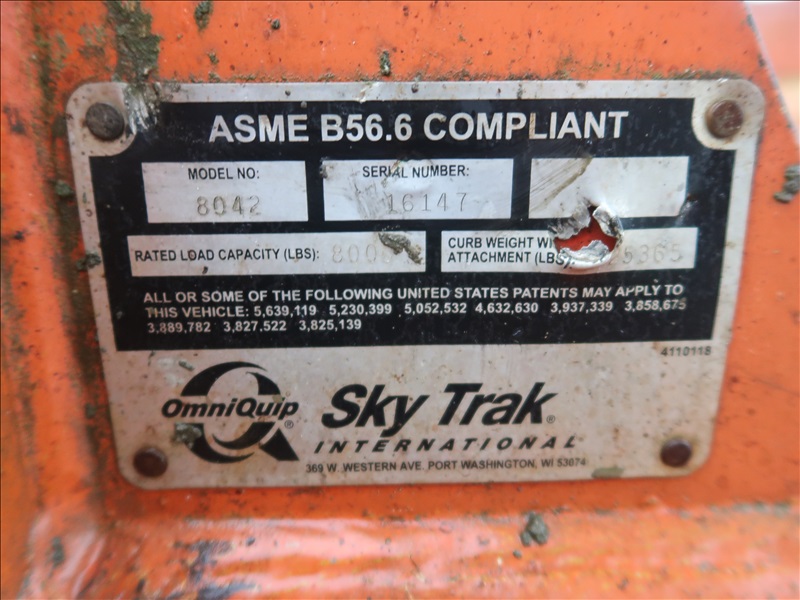 ASME B56.6 COMPLIANT
MODEL NO: SERIAL NUMBER:
8042 16147
RATED LOAD CAPACITY (LBS): CURB WEIGHT
ATTACHMENT (LBS): 5365
ALL OR SOME OF THE FOLLOWING UNITED STATES PATENTS MAY APPLY TO
THIS VEHICLE: 5,639,119 5,230,399 5,052,532 4,632,630 3,937,339 3,858,675
3,889,782 3,827,522 3,825,139
4110118
OmniQuip ® Sky Trak®
INTERNATIONAL
369 W. WESTERN AVE. PORT WASHINGTON, WI 53074